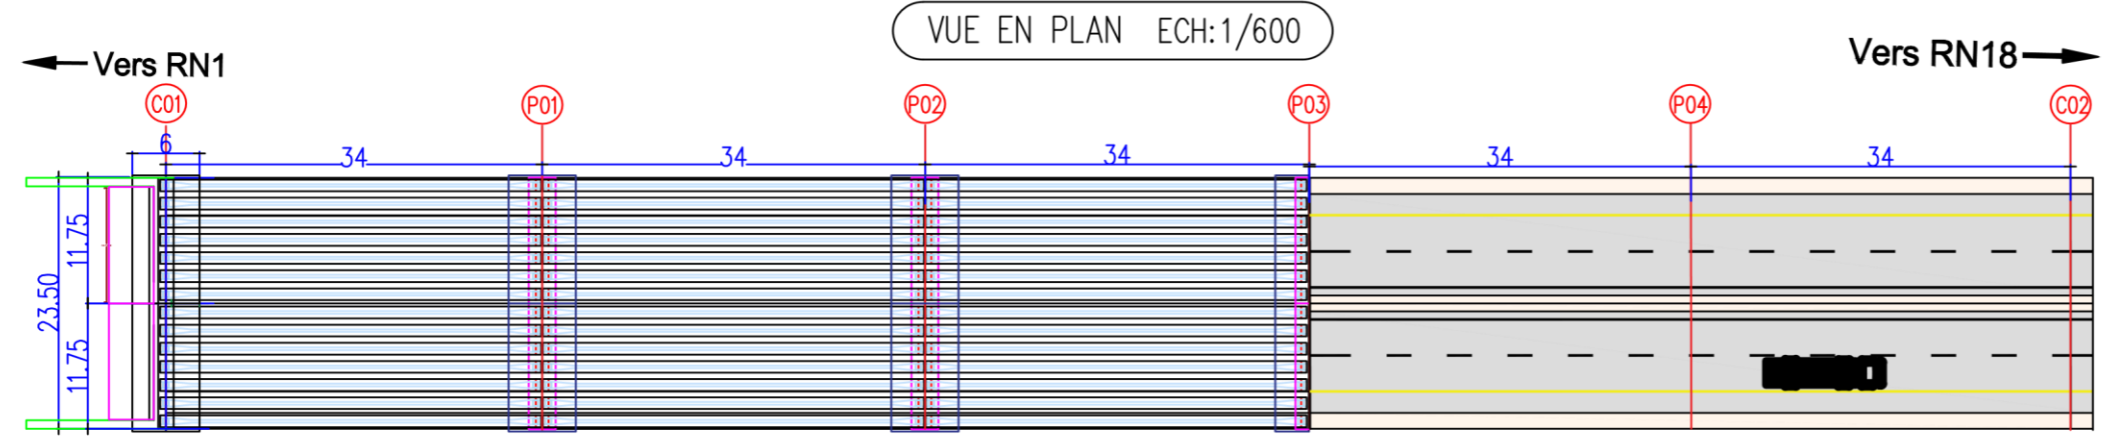 VUE EN PLAN ECH:1/600
Vers RN1
Vers RN18
C01
P01
P02
P03
P04
C02
6
34
34
34
34
34
11.75
23.50
11.75